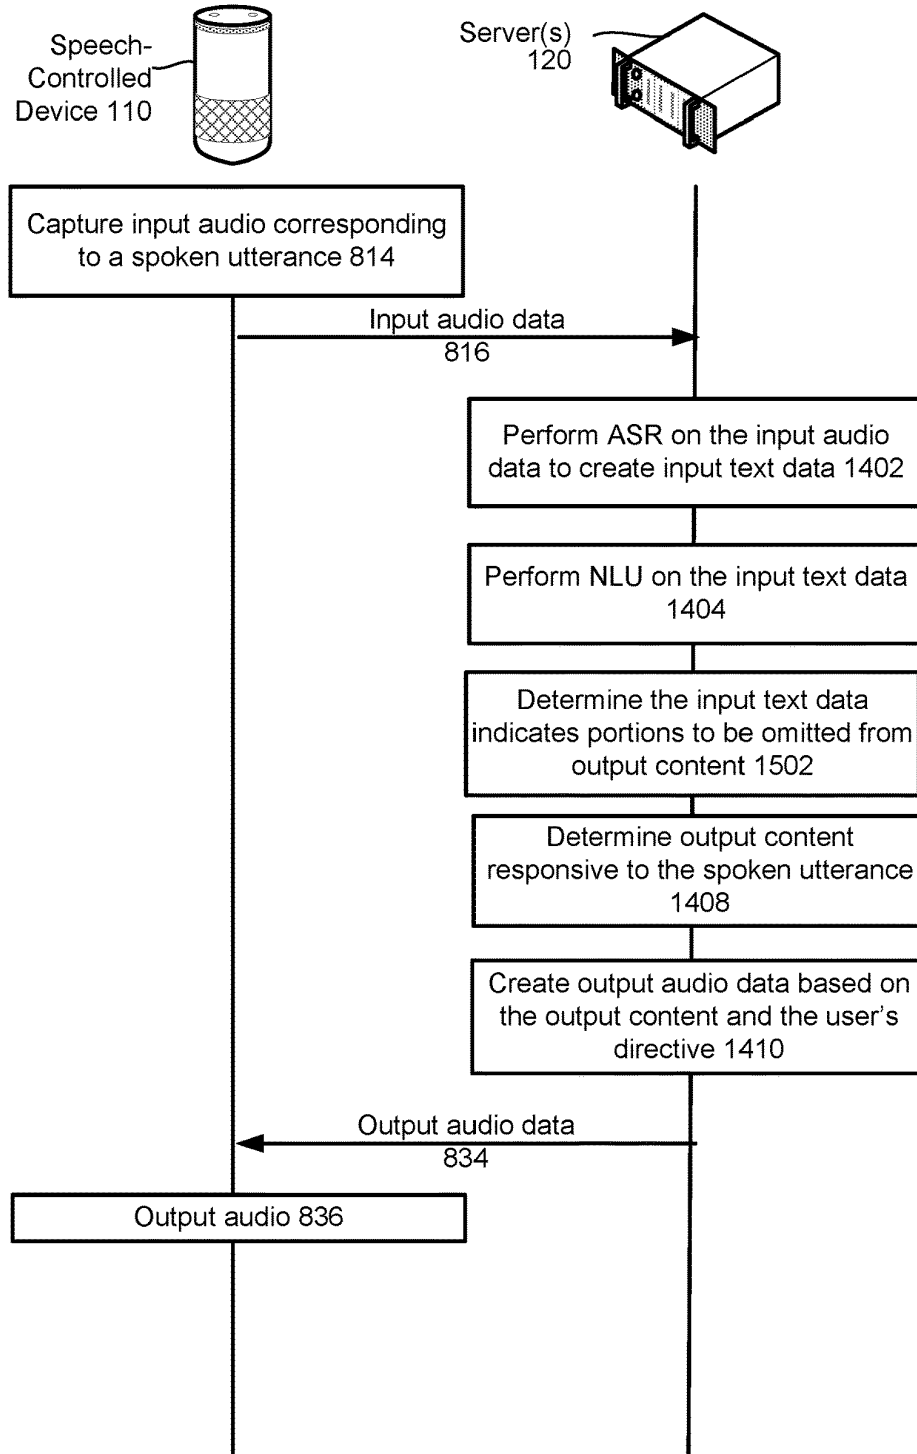 Speech-
Controlled
Device 110
Server(s)
120
Capture input audio corresponding
to a spoken utterance 814
Input audio data
816
Perform ASR on the input audio
data to create input text data 1402
Perform NLU on the input text data
1404
Determine the input text data
indicates portions to be omitted from
output content 1502
Determine output content
responsive to the spoken utterance
1408
Create output audio data based on
the output content and the user's
directive 1410
Output audio data
834
Output audio 836